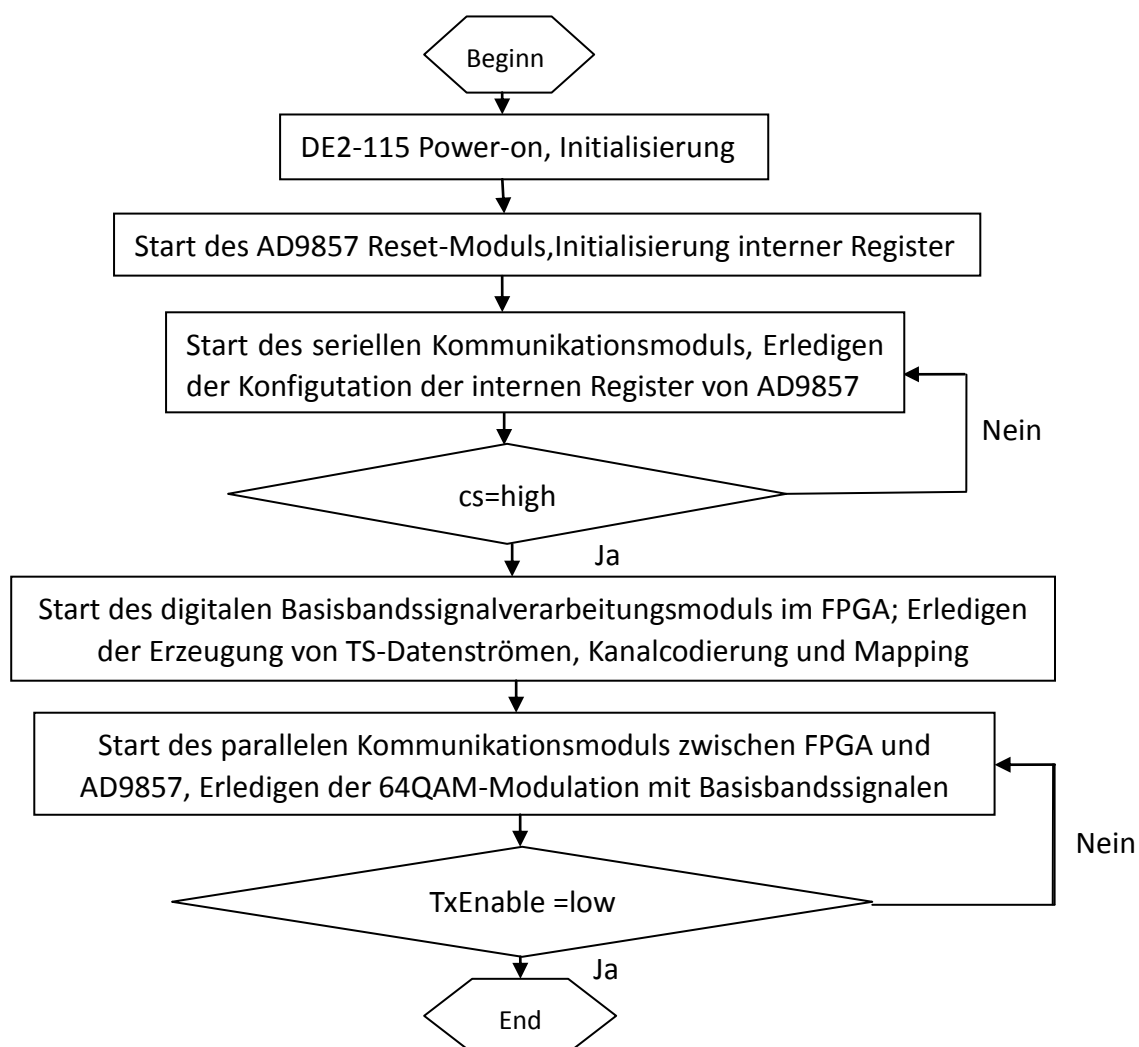 Beginn
DE2-115 Power-on, Initialisierung
Start des AD9857 Reset-Moduls,Initialisierung interner Register
Start des seriellen Kommunikationsmoduls, Erledigen
der Konfigutation der internen Register von AD9857
Nein
cs=high
Ja
Start des digitalen Basisbandssignalverarbeitungsmoduls im FPGA; Erledigen
der Erzeugung von TS-Datenströmen, Kanalcodierung und Mapping
Start des parallelen Kommunikationsmoduls zwischen FPGA und
AD9857, Erledigen der 64QAM-Modulation mit Basisbandssignalen
Nein
TxEnable =low
Ja
End